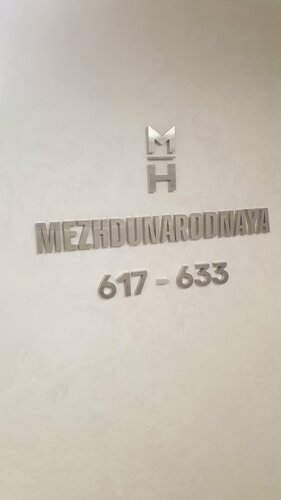 M
H
MEZHDUNARODNAYA
617 - 633